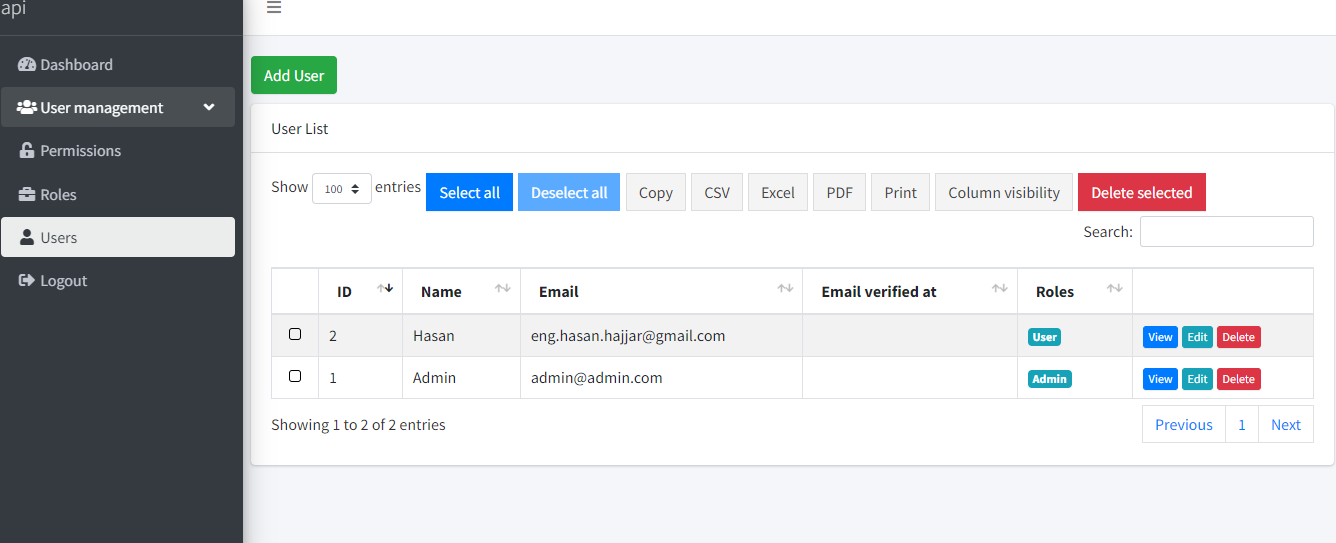 api
Dashboard
User management
Permissions
Roles
Users
Logout
Add User
User List
Show 100 entries Select all Deselect all Copy CSV Excel PDF Print Column visibility Delete selected
Search:
ID Name Email Email verified at Roles
2 Hasan eng.hasan.hajjar@gmail.com User View Edit Delete
1 Admin admin@admin.com Admin View Edit Delete
Showing 1 to 2 of 2 entries Previous 1 Next